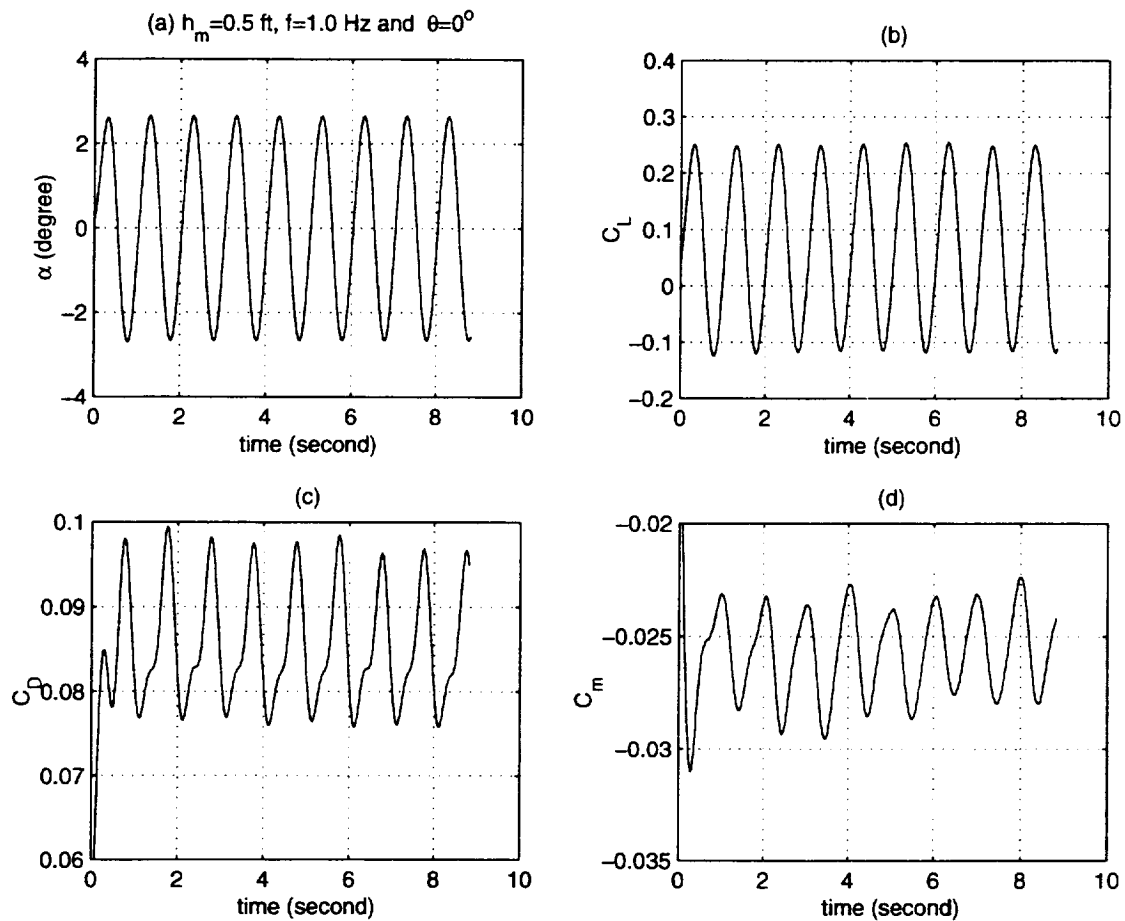 (a) h_m=0.5 ft, f=1.0 Hz and θ=0°
4
2
0
−2
−4
α (degree)
0 2 4 6 8 10
time (second)
(b)
0.4
0.3
0.2
0.1
0
−0.1
−0.2
C_L
0 2 4 6 8 10
time (second)
(c)
0.1
0.09
0.08
0.07
0.06
C_D
0 2 4 6 8 10
time (second)
(d)
−0.02
−0.025
−0.03
−0.035
C_m
0 2 4 6 8 10
time (second)